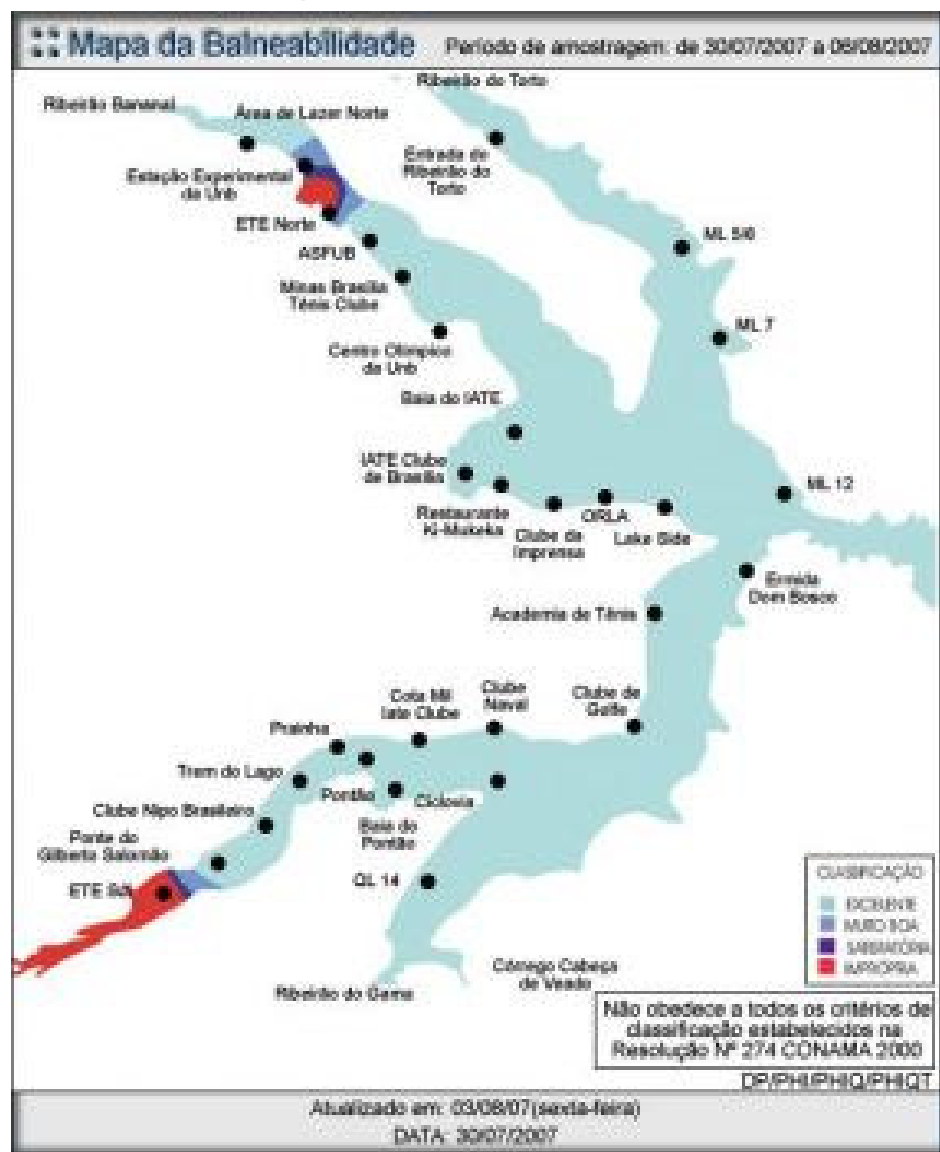 Mapa da Balneabilidade
Período de amostragem: de 30/07/2007 a 06/08/2007
Ribeirão do Torto
Ribeirão Bananal
Área de Lazer Norte
Entrada do
Ribeirão do
Torto
Estação Experimental
da Unb
ETE Norte
ASFUB
ML 5/6
Minas Brasília
Tênis Clube
ML 7
Centro Olímpico
da Unb
Baia do IATE
IATE Clube
de Brasília
ML 12
Restaurante
Ki-Mukeka
Clube da
Imprensa
ORLA
Lake Side
Ermida
Dom Bosco
Academia de Tênis
Cota Mil
Iate Clube
Clube
Naval
Clube de
Golfe
Prainha
Trem do Lago
Pontão
Ciclovia
Clube Nipo Brasileiro
Baia do
Pontão
Ponte do
Gilberto Salomão
ETE Sul
QL 14
CLASSIFICAÇÃO
EXCELENTE
MUITO BOA
SATISFATÓRIA
IMPRÓPRIA
Córrego Cabeça
de Veado
Ribeirão do Gama
Não obedece a todos os critérios de
classificação estabelecidos na
Resolução Nº 274 CONAMA 2000
DP/PHI/PHIQ/PHIQT
Atualizado em: 03/08/07(sexta-feira)
DATA: 30/07/2007